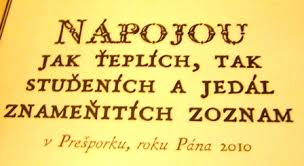 NÁPOJOU
JAK ŤEPLÍCH, TAK
STUĎENÍCH A JEDÁL
ZNAMEŇITÍCH ZOZNAM
v Prešporku, roku Pána 2010